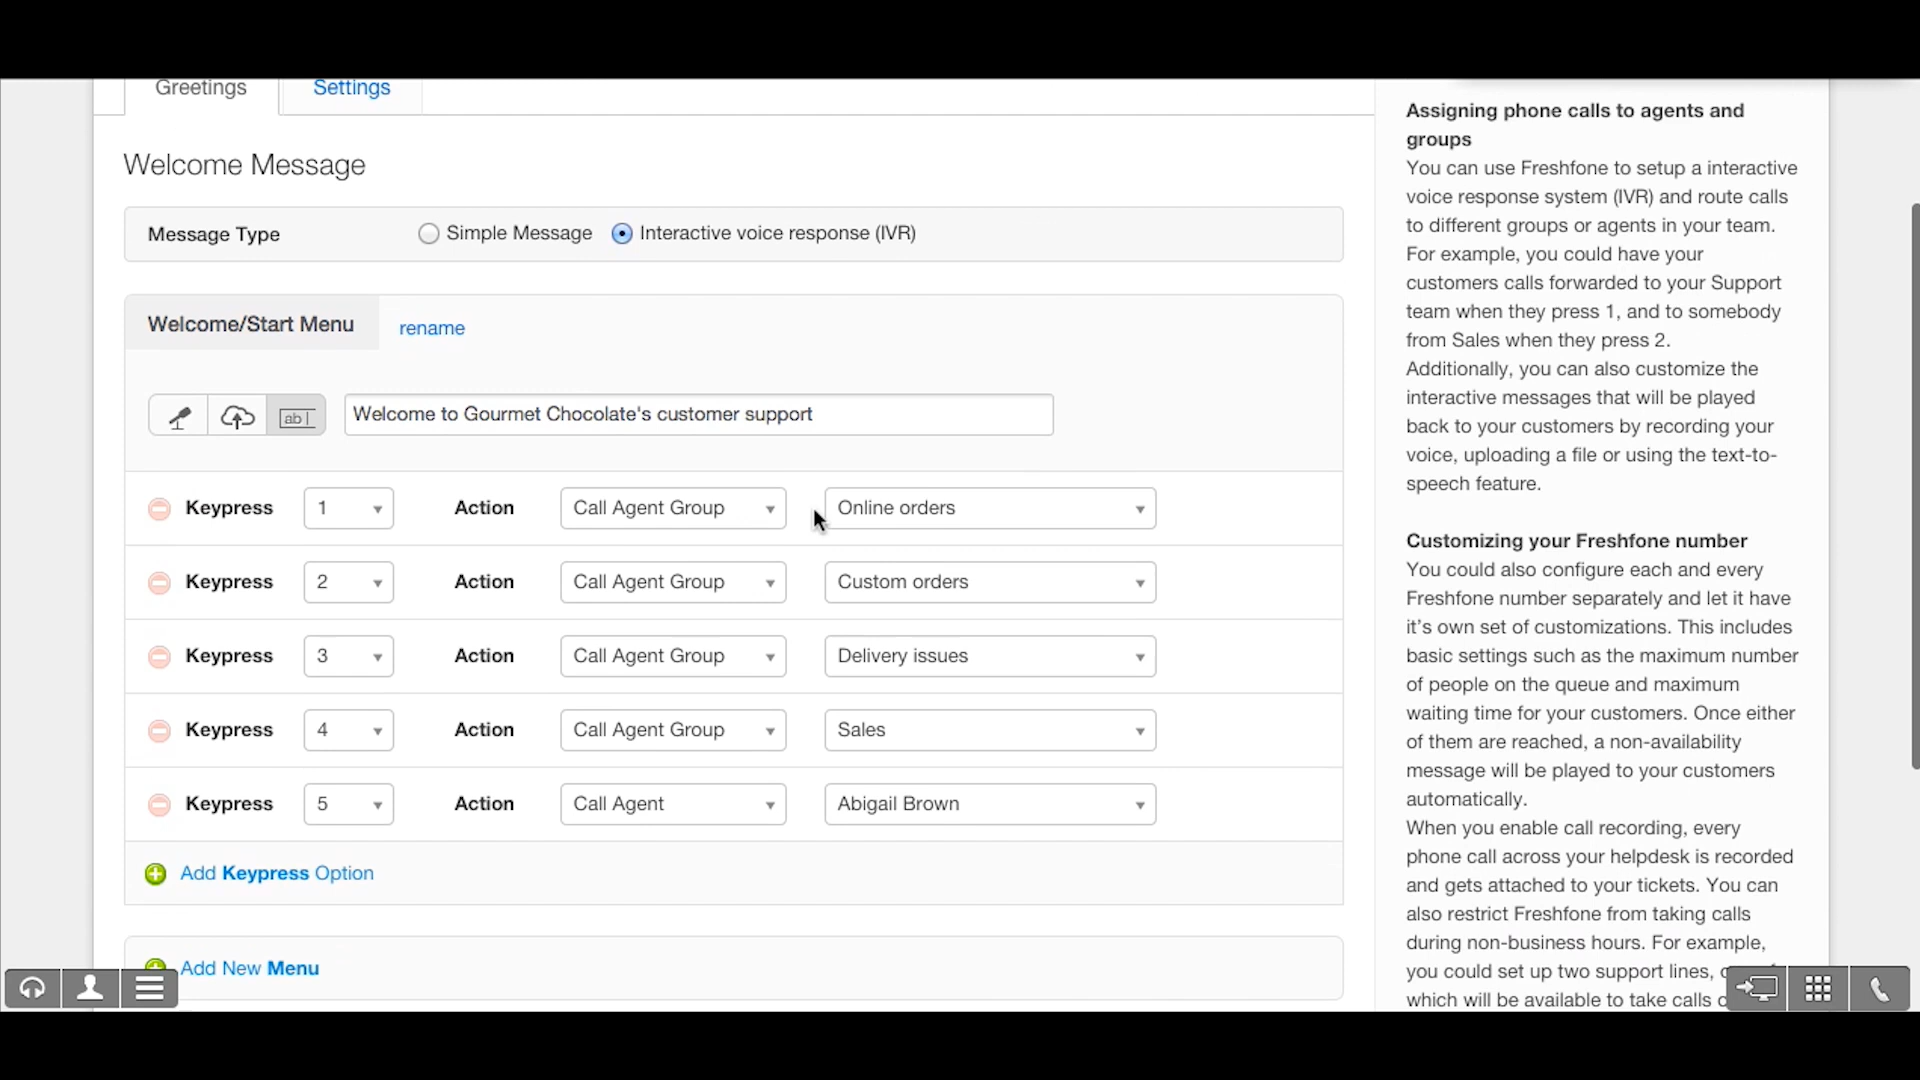 Greetings
Settings
Welcome Message
Message Type
Simple Message
Interactive voice response (IVR)
Welcome/Start Menu
rename
ab
Welcome to Gourmet Chocolate's customer support
Keypress 1 Action Call Agent Group Online orders
Keypress 2 Action Call Agent Group Custom orders
Keypress 3 Action Call Agent Group Delivery issues
Keypress 4 Action Call Agent Group Sales
Keypress 5 Action Call Agent Abigail Brown
Add Keypress Option
Add New Menu
Assigning phone calls to agents and
groups
You can use Freshfone to setup a interactive
voice response system (IVR) and route calls
to different groups or agents in your team.
For example, you could have your
customers calls forwarded to your Support
team when they press 1, and to somebody
from Sales when they press 2.
Additionally, you can also customize the
interactive messages that will be played
back to your customers by recording your
voice, uploading a file or using the text-to-
speech feature.
Customizing your Freshfone number
You could also configure each and every
Freshfone number separately and let it have
it's own set of customizations. This includes
basic settings such as the maximum number
of people on the queue and maximum
waiting time for your customers. Once either
of them are reached, a non-availability
message will be played to your customers
automatically.
When you enable call recording, every
phone call across your helpdesk is recorded
and gets attached to your tickets. You can
also restrict Freshfone from taking calls
during non-business hours. For example,
you could set up two support lines,
which will be available to take calls